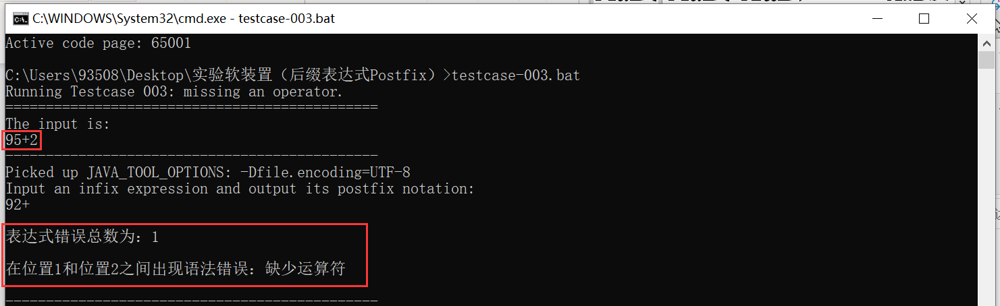 C:\WINDOWS\System32\cmd.exe - testcase-003.bat
Active code page: 65001
C:\Users\93508\Desktop\实验软装置（后缀表达式Postfix）>testcase-003.bat
Running Testcase 003: missing an operator.
==============================================
The input is:
95+2
----------------------------------------------
Picked up JAVA_TOOL_OPTIONS: -Dfile.encoding=UTF-8
Input an infix expression and output its postfix notation:
92+
表达式错误总数为：1
在位置1和位置2之间出现语法错误：缺少运算符
----------------------------------------------